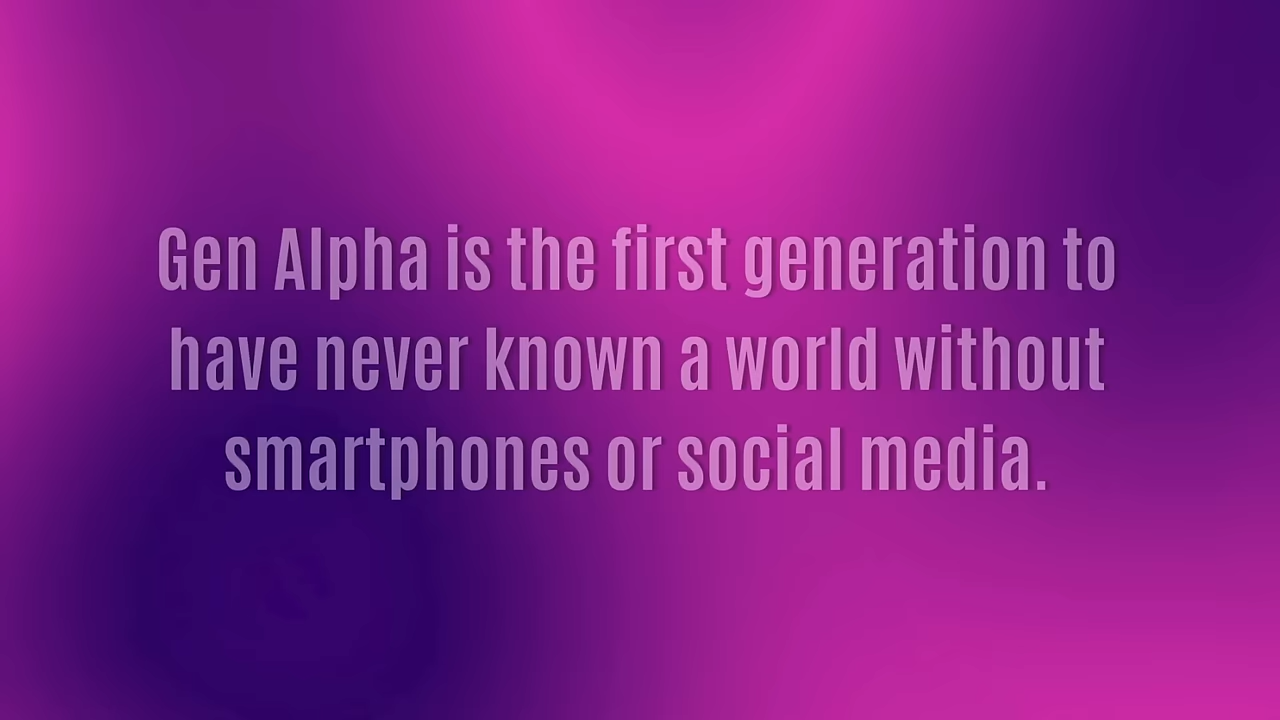 Gen Alpha is the first generation to
have never known a world without
smartphones or social media.